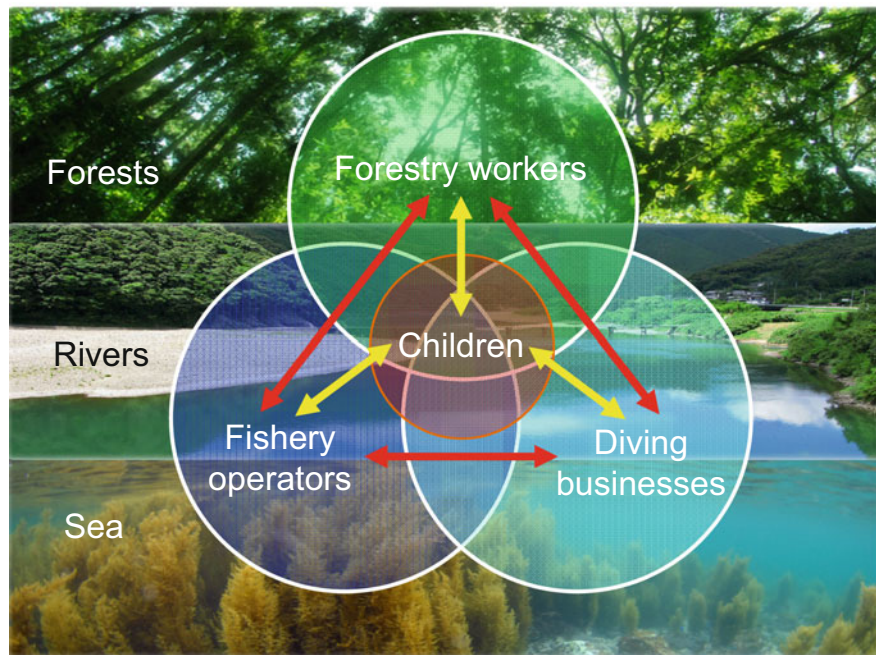 Forests
Forestry workers
Rivers
Children
Fishery
operators
Diving
businesses
Sea